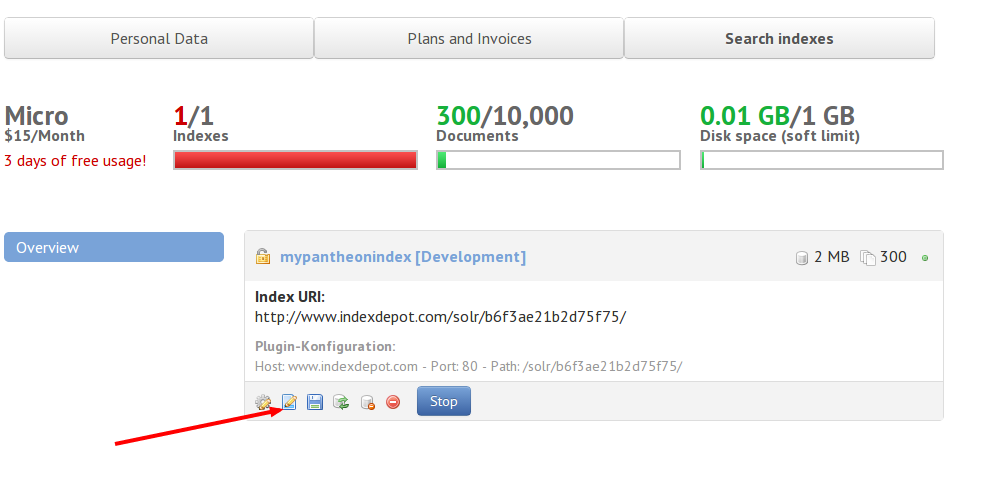 Personal Data
Plans and Invoices
Search indexes
Micro
$15/Month
3 days of free usage!
1/1
Indexes
300/10,000
Documents
0.01 GB/1 GB
Disk space (soft limit)
Overview
mypantheonindex [Development]
2 MB
300
Index URI:
http://www.indexdepot.com/solr/b6f3ae21b2d75f75/
Plugin-Konfiguration:
Host: www.indexdepot.com - Port: 80 - Path: /solr/b6f3ae21b2d75f75/
Stop